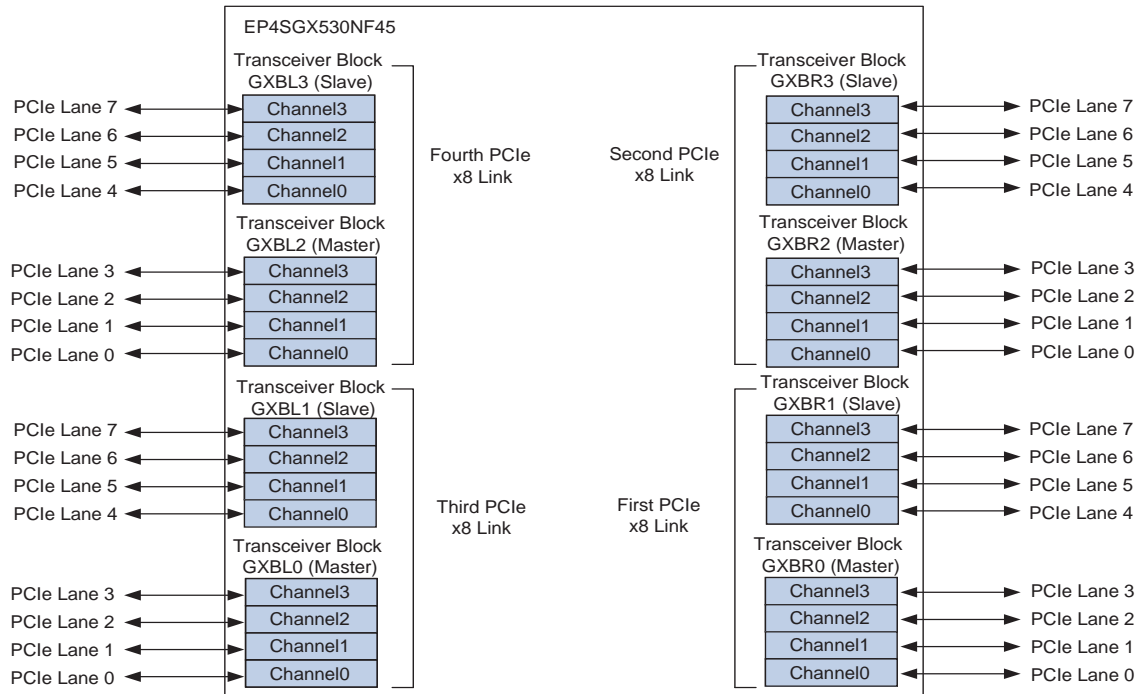 EP4SGX530NF45
Transceiver Block
GXBL3 (Slave)
PCIe Lane 7
Channel3
PCIe Lane 6
Channel2
PCIe Lane 5
Channel1
PCIe Lane 4
Channel0
Fourth PCIe
x8 Link
Transceiver Block
GXBL2 (Master)
PCIe Lane 3
Channel3
PCIe Lane 2
Channel2
PCIe Lane 1
Channel1
PCIe Lane 0
Channel0
Transceiver Block
GXBL1 (Slave)
PCIe Lane 7
Channel3
PCIe Lane 6
Channel2
PCIe Lane 5
Channel1
PCIe Lane 4
Channel0
Third PCIe
x8 Link
Transceiver Block
GXBL0 (Master)
PCIe Lane 3
Channel3
PCIe Lane 2
Channel2
PCIe Lane 1
Channel1
PCIe Lane 0
Channel0
Transceiver Block
GXBR3 (Slave)
Channel3
PCIe Lane 7
Channel2
PCIe Lane 6
Channel1
PCIe Lane 5
Channel0
PCIe Lane 4
Second PCIe
x8 Link
Transceiver Block
GXBR2 (Master)
Channel3
PCIe Lane 3
Channel2
PCIe Lane 2
Channel1
PCIe Lane 1
Channel0
PCIe Lane 0
Transceiver Block
GXBR1 (Slave)
Channel3
PCIe Lane 7
Channel2
PCIe Lane 6
Channel1
PCIe Lane 5
Channel0
PCIe Lane 4
First PCIe
x8 Link
Transceiver Block
GXBR0 (Master)
Channel3
PCIe Lane 3
Channel2
PCIe Lane 2
Channel1
PCIe Lane 1
Channel0
PCIe Lane 0